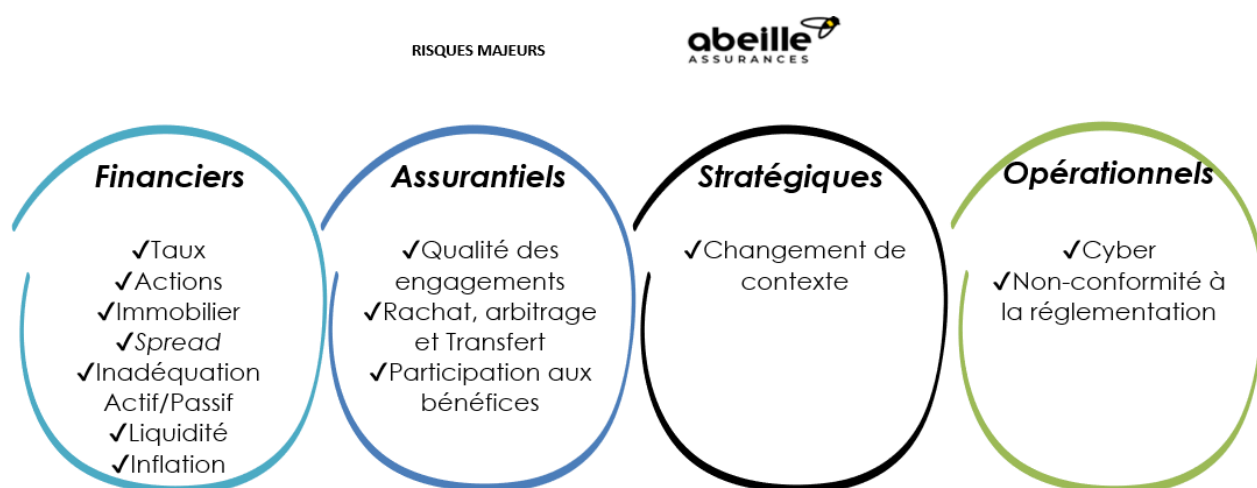 RISQUES MAJEURS
abeille
ASSURANCES
Financiers
✓Taux
✓Actions
✓Immobilier
✓Spread
✓Inadéquation
Actif/Passif
✓Liquidité
✓Inflation
Assurantiels
✓Qualité des
engagements
✓Rachat, arbitrage
et Transfert
✓Participation aux
bénéfices
Stratégiques
✓Changement de
contexte
Opérationnels
✓Cyber
✓Non-conformité à
la réglementation